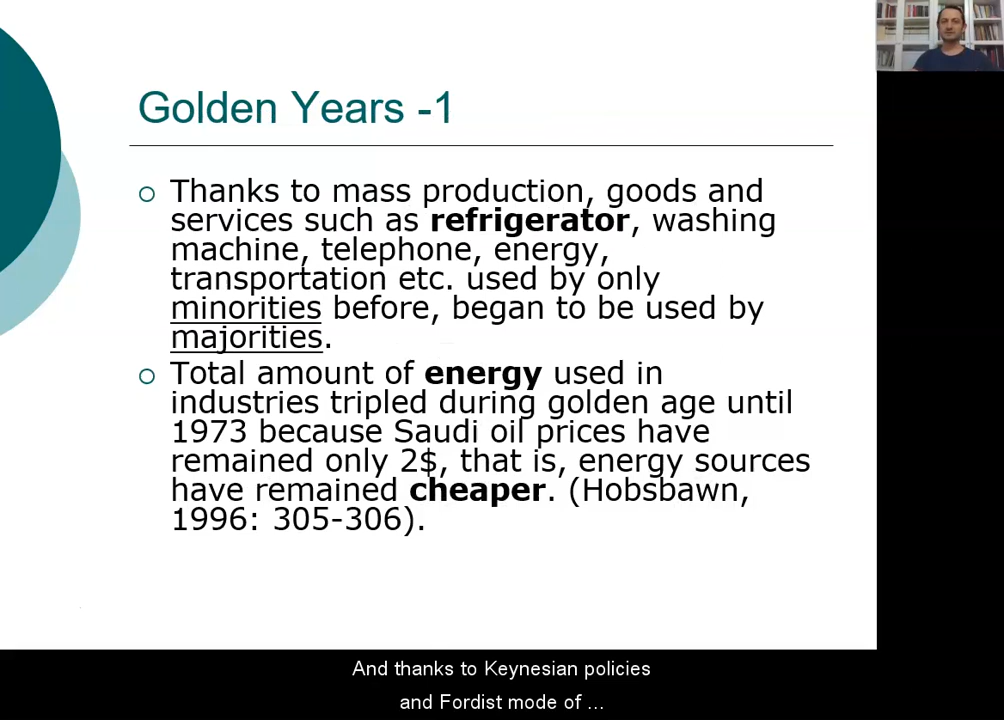 Golden Years -1
Thanks to mass production, goods and
services such as refrigerator, washing
machine, telephone, energy,
transportation etc. used by only
minorities before, began to be used by
majorities.
Total amount of energy used in
industries tripled during golden age until
1973 because Saudi oil prices have
remained only 2$, that is, energy sources
have remained cheaper. (Hobsbawn,
1996: 305-306).
And thanks to Keynesian policies
and Fordist mode of ...